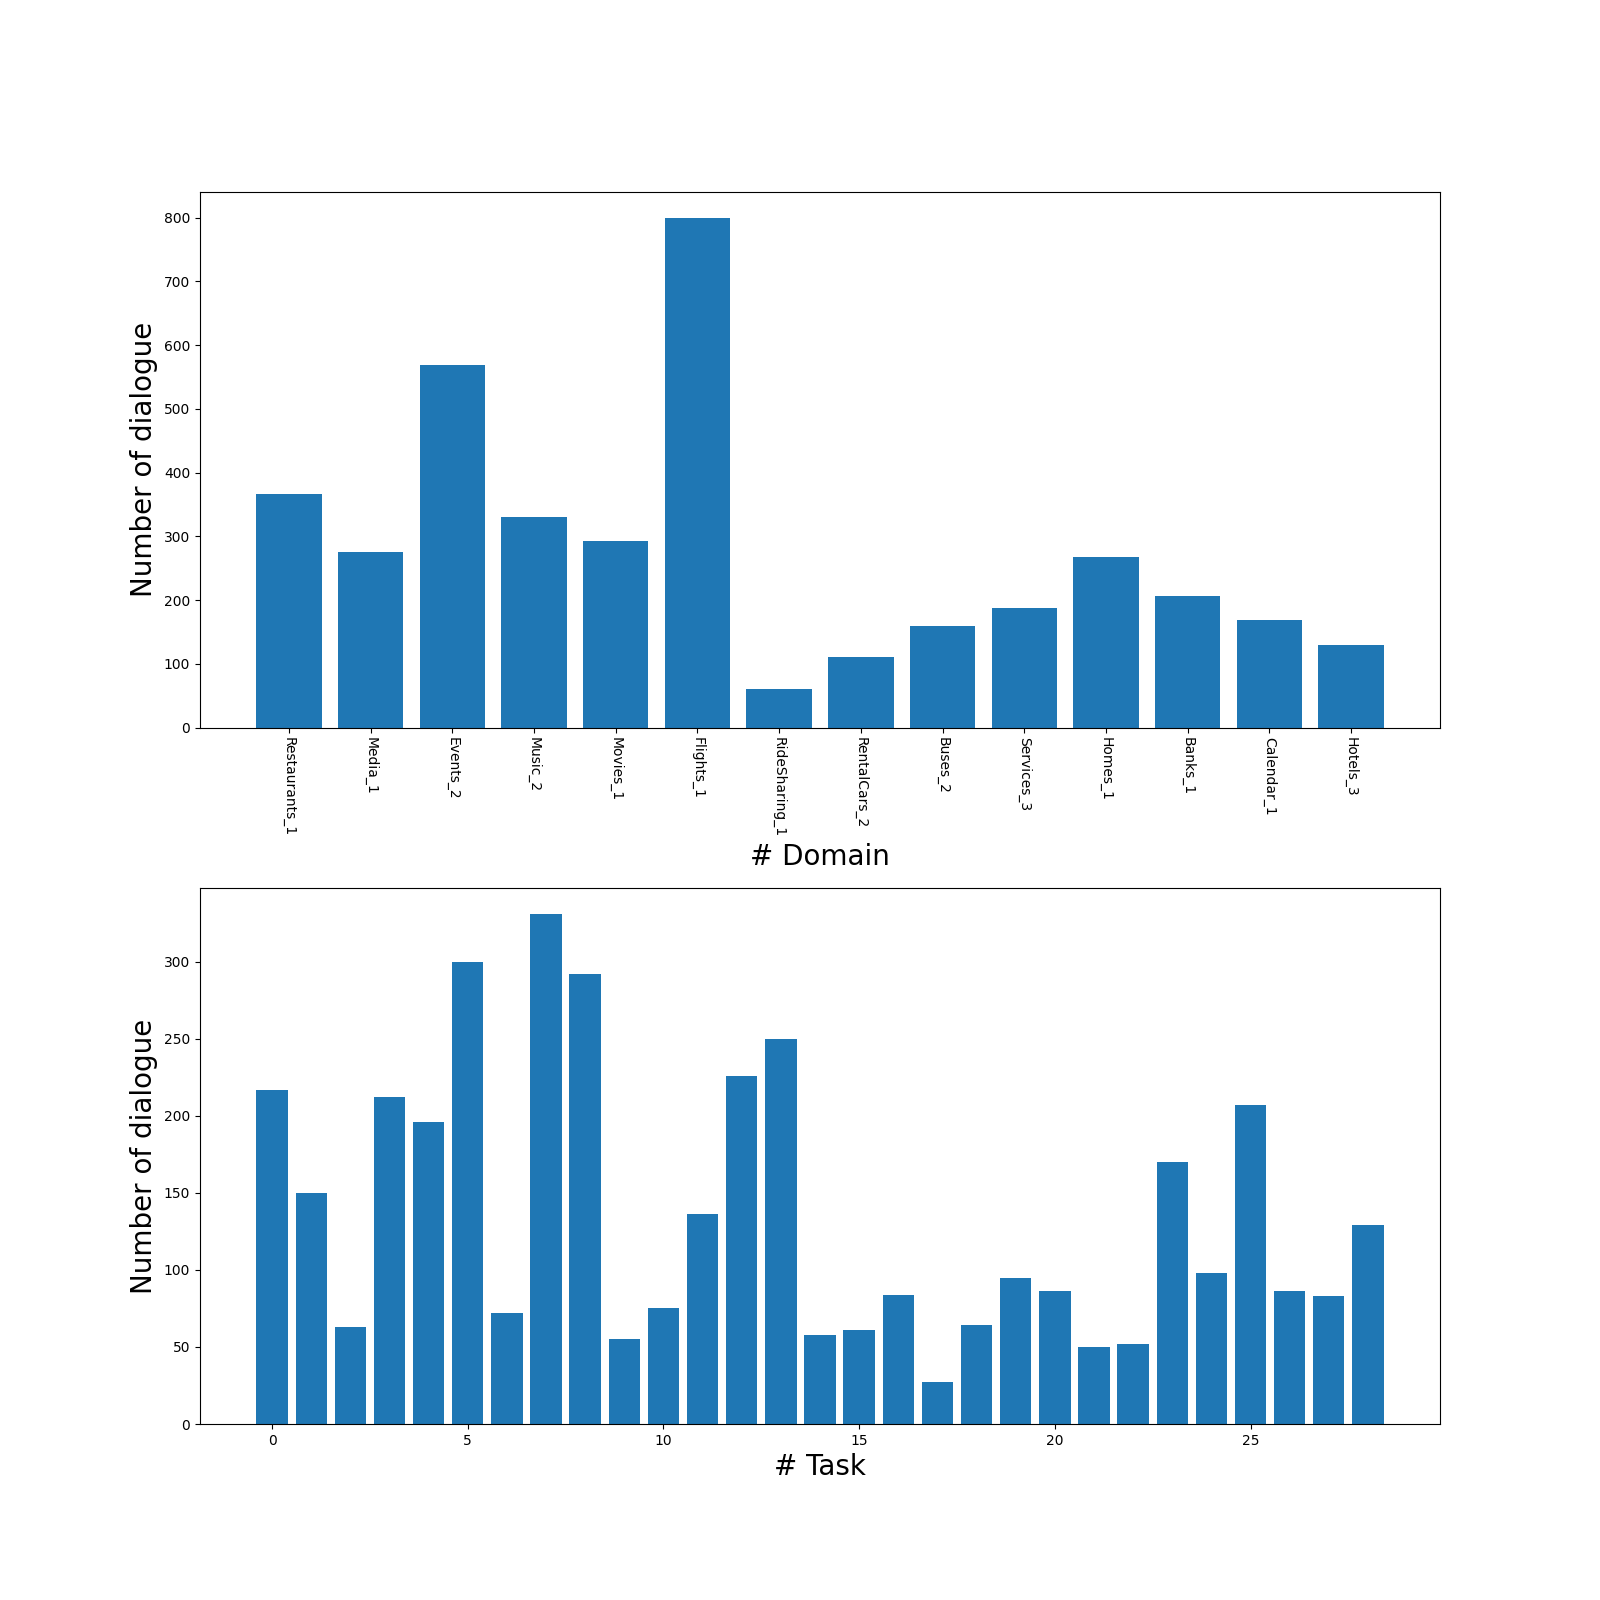 800
700
600
500
400
300
200
100
0
Number of dialogue
Restaurants_1
Media_1
Events_2
Music_2
Movies_1
Flights_1
RideSharing_1
RentalCars_2
Buses_2
Services_3
Homes_1
Banks_1
Calendar_1
Hotels_3
# Domain
300
250
200
150
100
50
0
Number of dialogue
0 5 10 15 20 25
# Task